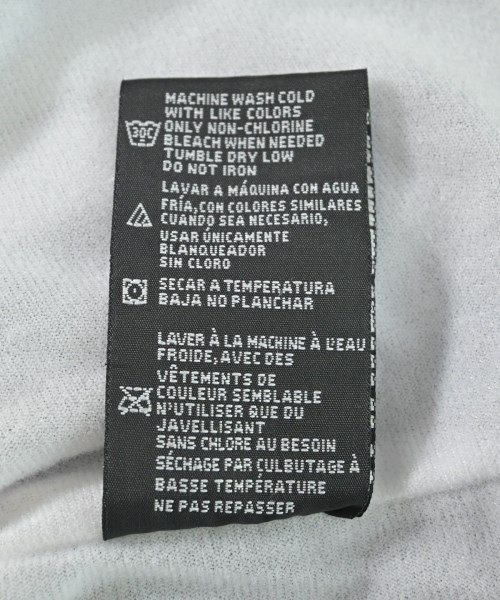 MACHINE WASH COLD
WITH LIKE COLORS
30C ONLY NON-CHLORINE
BLEACH WHEN NEEDED
TUMBLE DRY LOW
DO NOT IRON
LAVAR A MÁQUINA CON AGUA
FRÍA, CON COLORES SIMILARES
CUANDO SEA NECESARIO,
USAR ÚNICAMENTE
BLANQUEADOR
SIN CLORO
SECAR A TEMPERATURA
BAJA NO PLANCHAR
LAVER À LA MACHINE À L'EAU
FROIDE, AVEC DES
VÊTEMENTS DE
COULEUR SEMBLABLE
N'UTILISER QUE DU
JAVELLISANT
SANS CHLORE AU BESOIN
SÉCHAGE PAR CULBUTAGE À
BASSE TEMPÉRATURE
NE PAS REPASSER